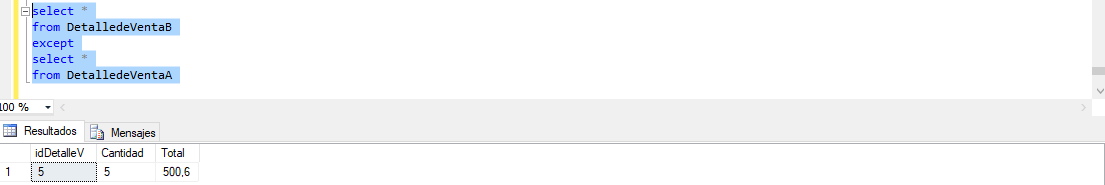 select *
from DetalledeVentaB
except
select *
from DetalledeVentaA
100 %
Resultados Mensajes
idDetalleV Cantidad Total
1 5 5 500,6